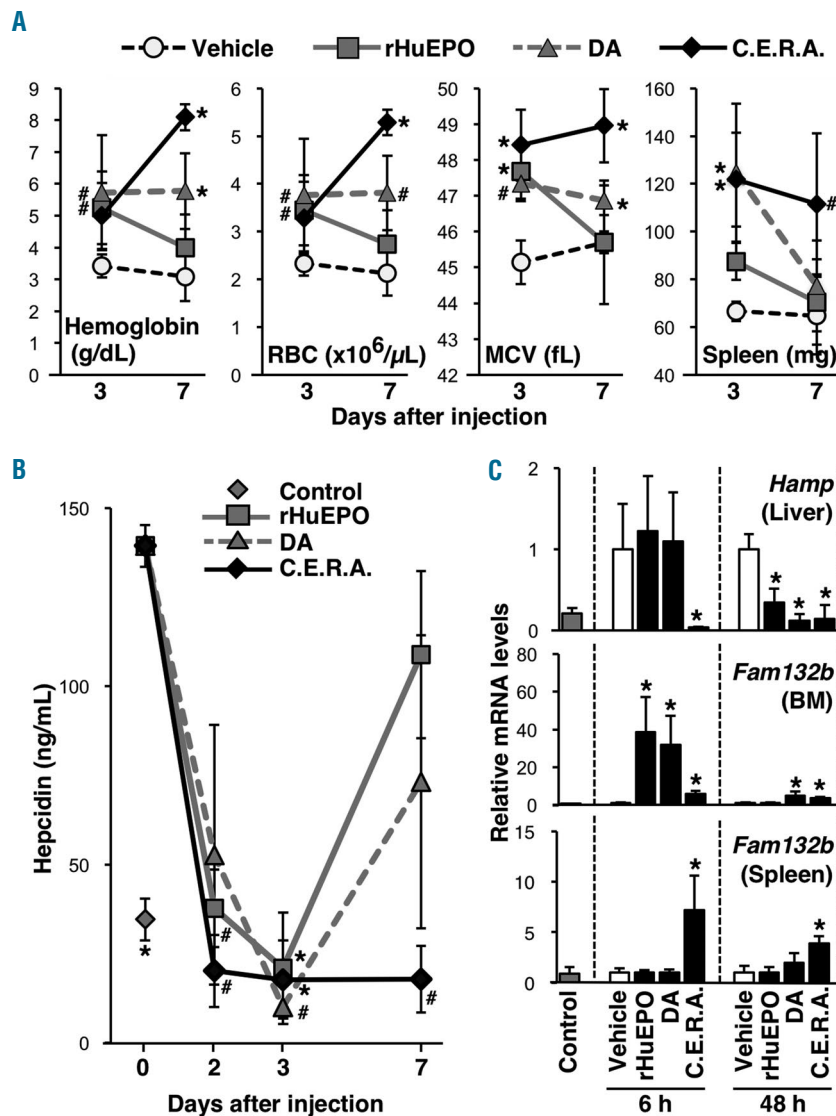 A
Vehicle rHuEPO DA C.E.R.A.
9 8 7 6 5 4 3 2 1 0
# # * *
Hemoglobin
(g/dL)
3 7
6 5 4 3 2 1 0
# # * #
RBC (x10⁶/µL)
3 7
50 49 48 47 46 45 44 43 42
* * # * *
MCV (fL)
3 7
160 140 120 100 80 60 40
* * #
Spleen (mg)
3 7
Days after injection
B
Control
rHuEPO
DA
C.E.R.A.
Hepcidin (ng/mL)
150
100
50
0
* # # * * # #
0 2 3 7
Days after injection
C
Relative mRNA levels
2 1 0
Hamp
(Liver)
* * * *
80 60 40 20 0
Fam132b
(BM)
* * * * *
15 10 5 0
Fam132b
(Spleen)
* *
Control Vehicle rHuEPO DA C.E.R.A. Vehicle rHuEPO DA C.E.R.A.
6 h 48 h